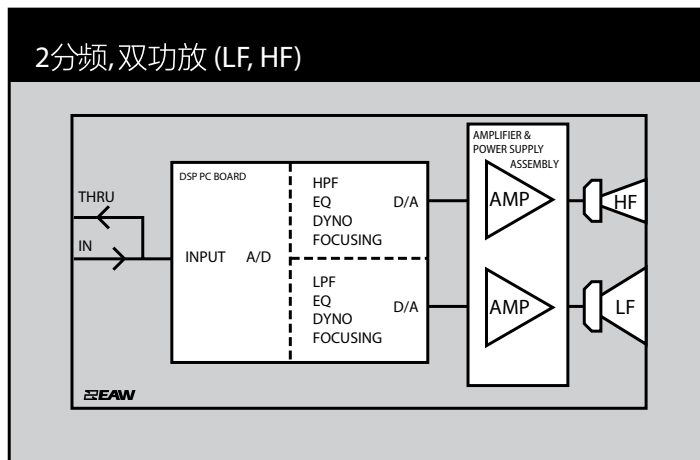 2分频,双功放 (LF, HF)
THRU
IN
DSP PC BOARD
INPUT A/D
HPF
EQ
DYNO
FOCUSING
D/A
LPF
EQ
DYNO
FOCUSING
D/A
AMPLIFIER &
POWER SUPPLY
ASSEMBLY
AMP
AMP
HF
LF
EAW